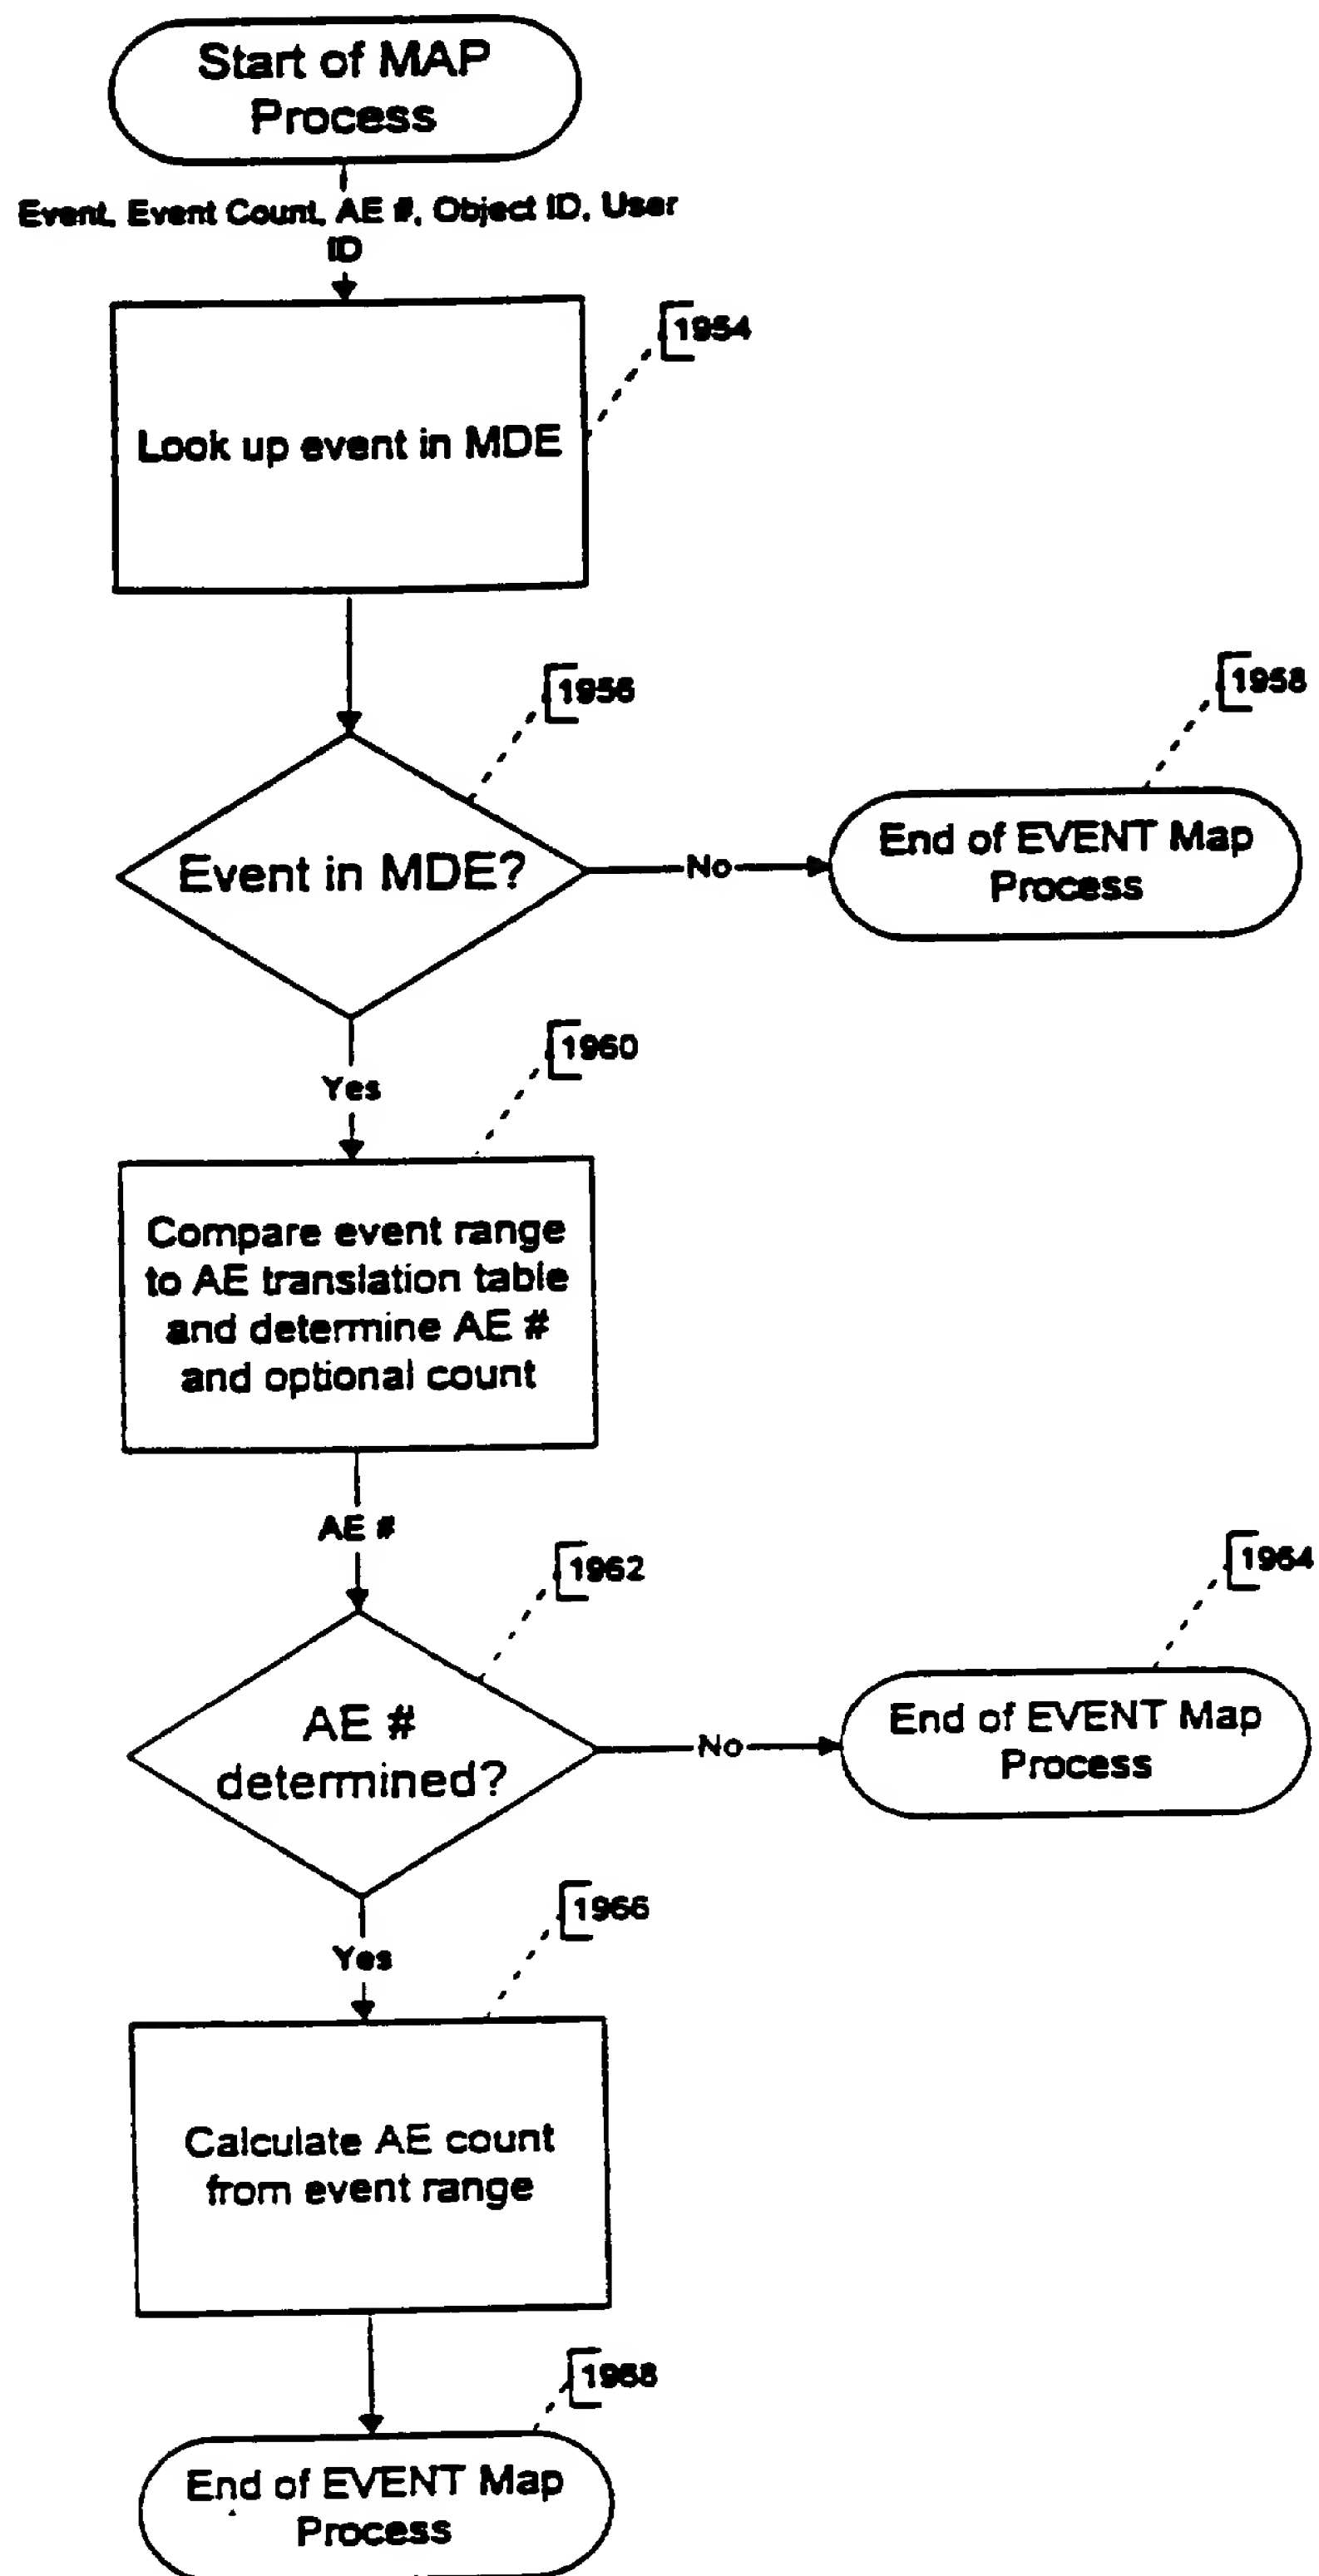 Start of MAP
Process
Event, Event Count, AE #, Object ID, User
ID
1954
Look up event in MDE
1956
1958
Event in MDE?
No
End of EVENT Map
Process
Yes
1960
Compare event range
to AE translation table
and determine AE #
and optional count
AE #
1962
1964
AE #
determined?
No
End of EVENT Map
Process
Yes
1966
Calculate AE count
from event range
1968
End of EVENT Map
Process